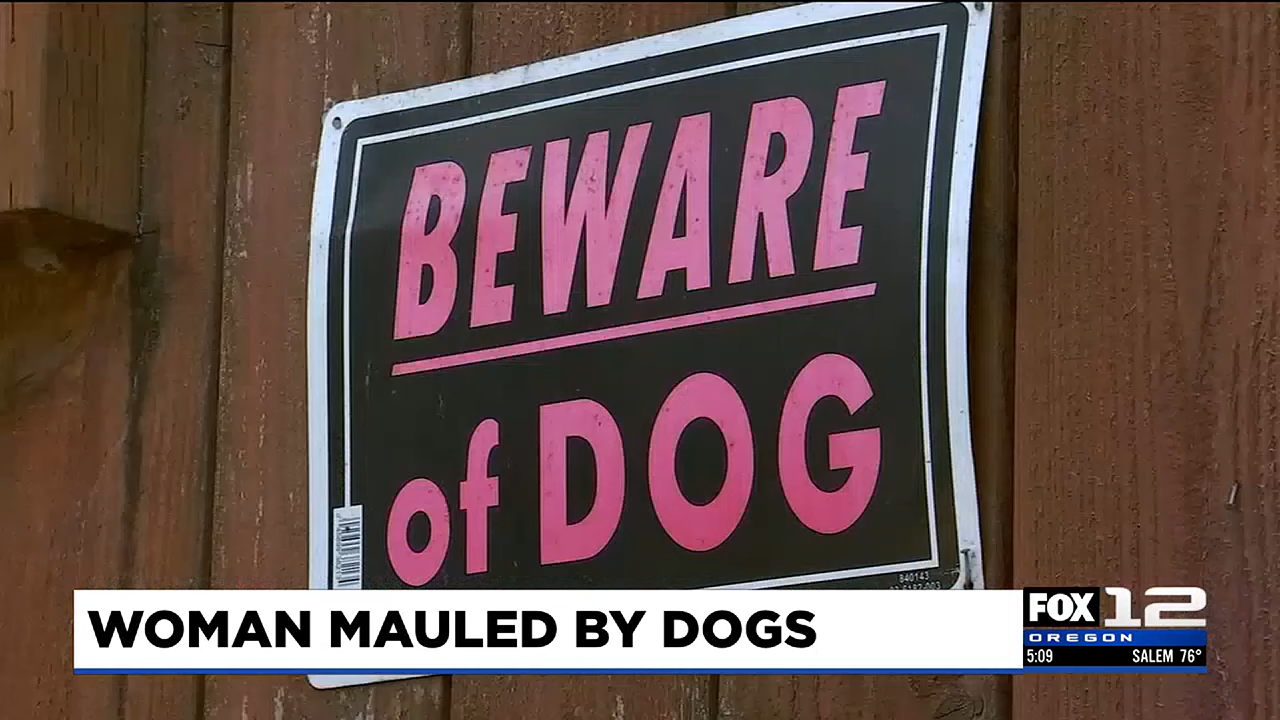 BEWARE
of DOG
840143
WOMAN MAULED BY DOGS
FOX 12
OREGON
5:09 SALEM 76°